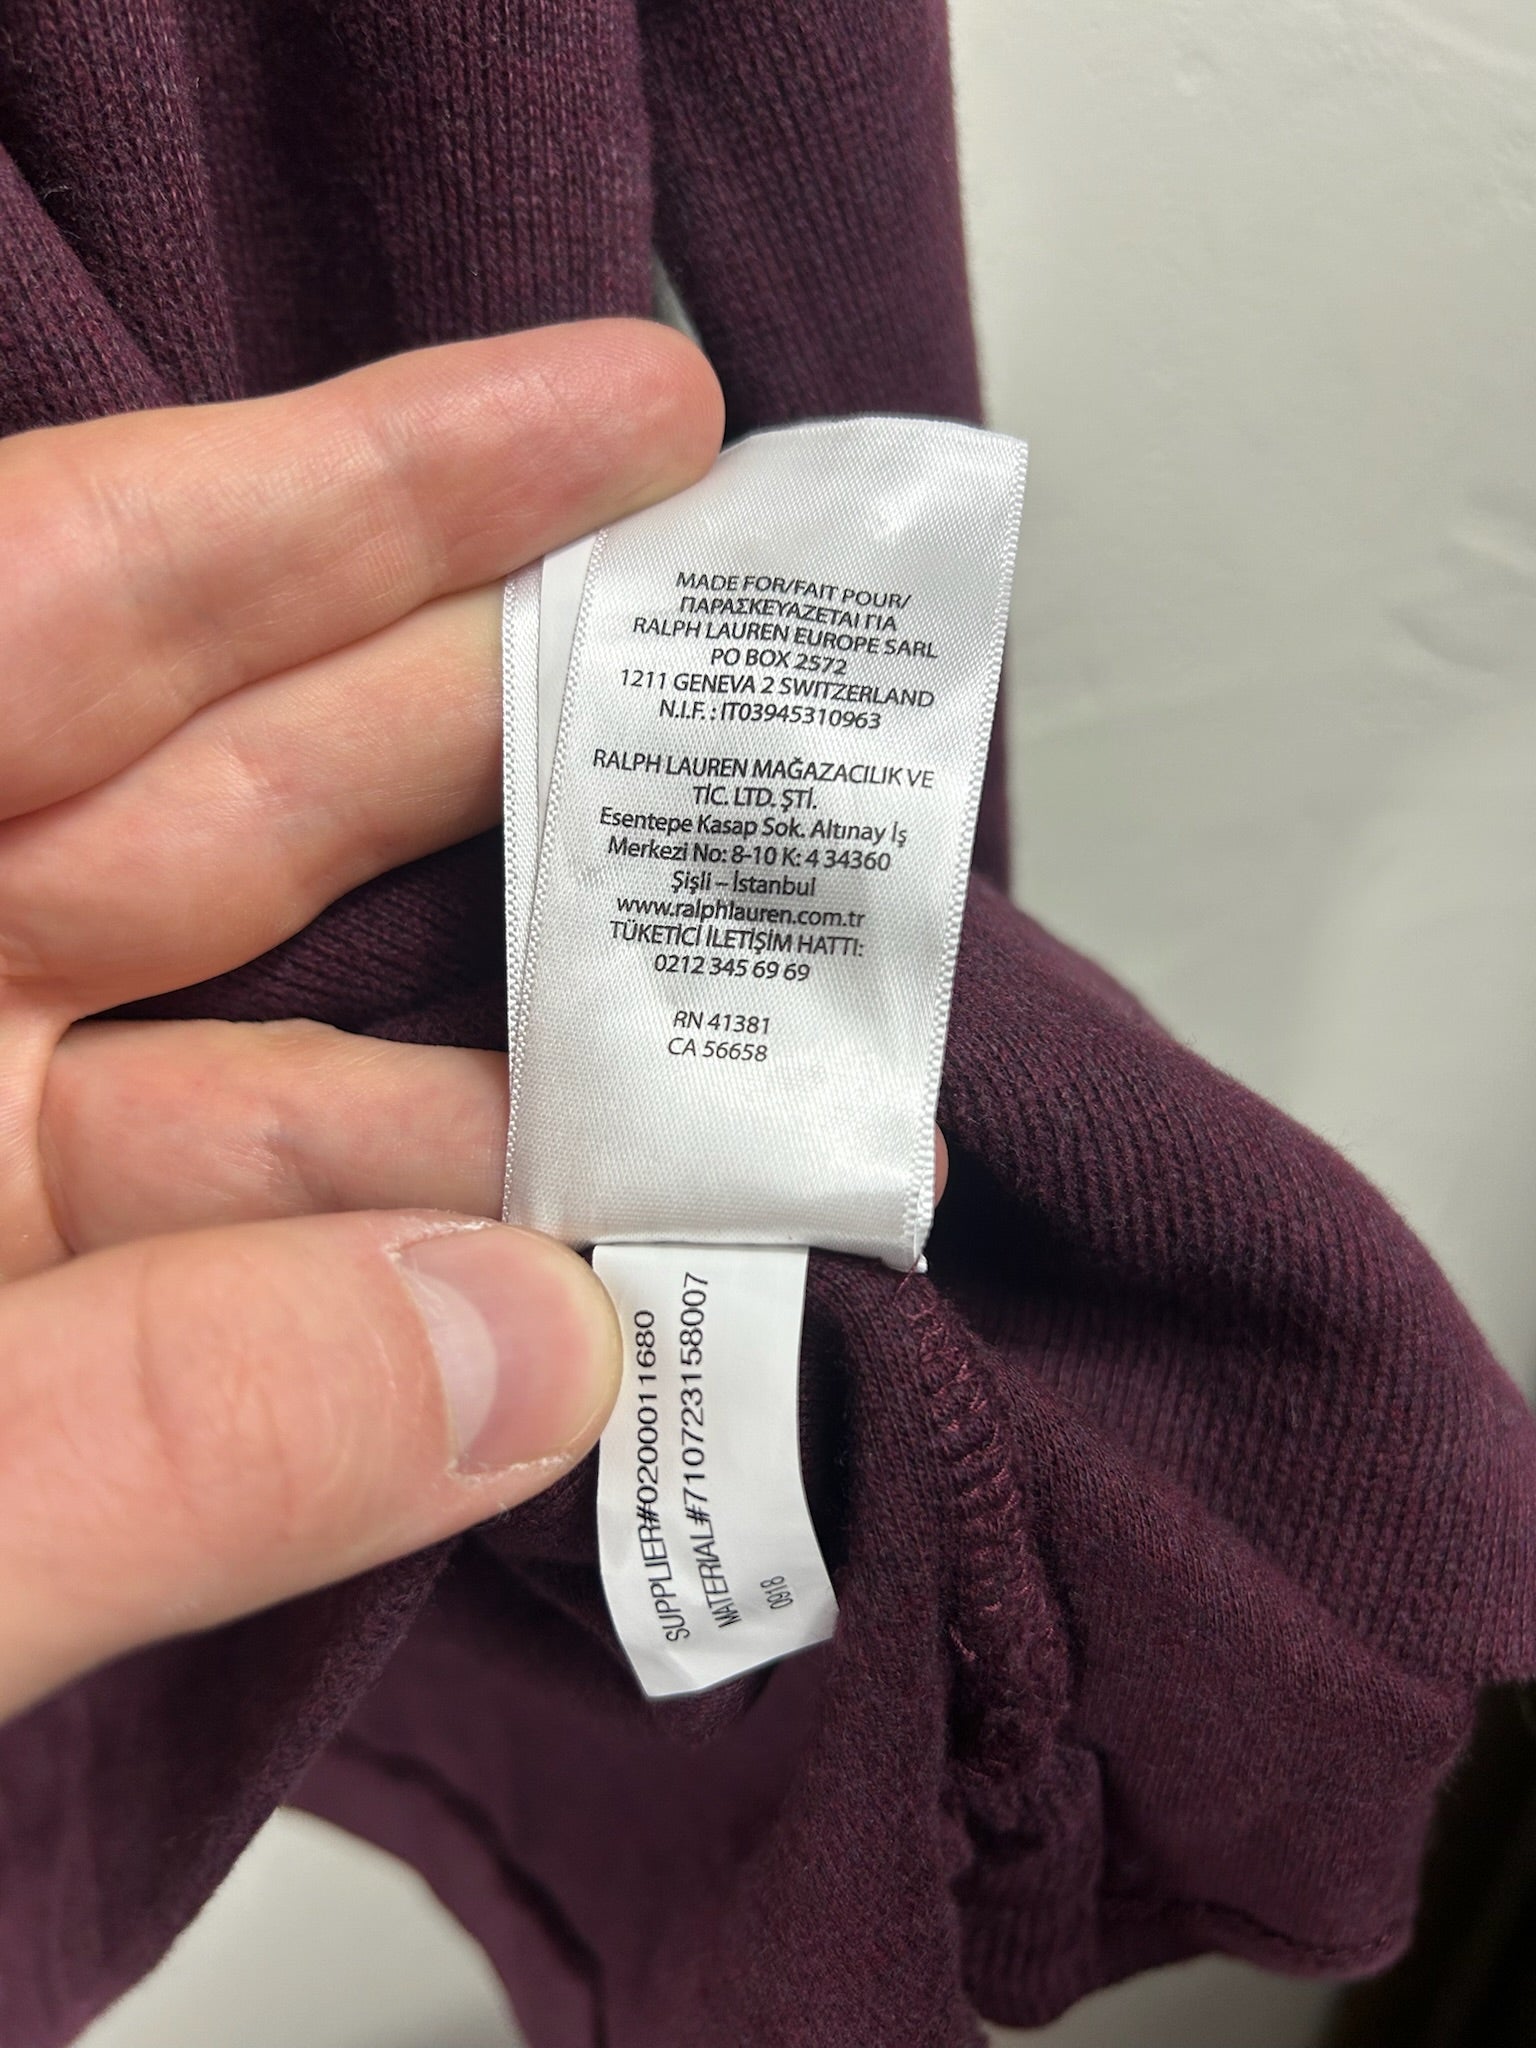 MADE FOR/FAIT POUR/
ΠΑΡΑΣΚΕΥΑΖΕΤΑΙ ΓΙΑ
RALPH LAUREN EUROPE SARL
PO BOX 2572
1211 GENEVA 2 SWITZERLAND
N.I.F. : IT03945310963
RALPH LAUREN MAĞAZACILIK VE
TİC. LTD. ŞTİ.
Esentepe Kasap Sok. Altınay İş
Merkezi No: 8-10 K: 4 34360
Şişli – İstanbul
www.ralphlauren.com.tr
TÜKETİCİ İLETİŞİM HATTI:
0212 345 69 69
RN 41381
CA 56658
SUPPLIER#0200011680
MATERIAL#710723158007
0918